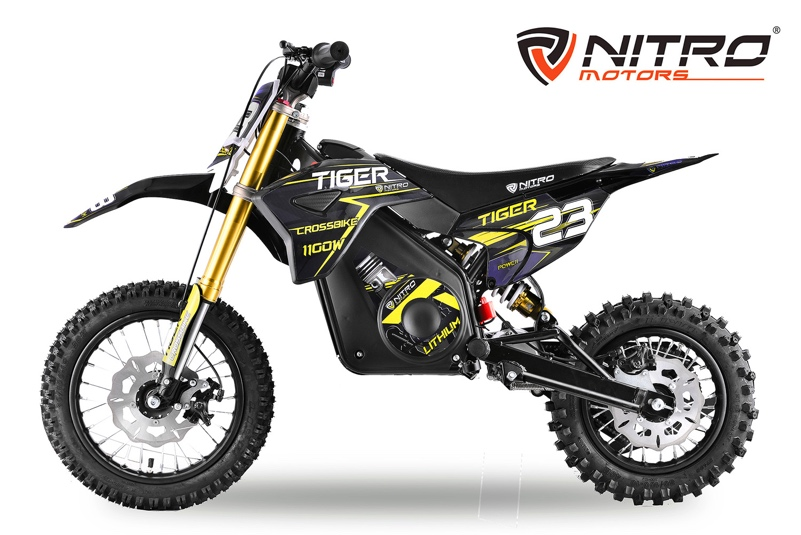 NITRO®
MOTORS
TIGER
NITRO
CROSSBIKE
1100W
NITRO
TIGER
23
POWER
NITRO
LITHIUM